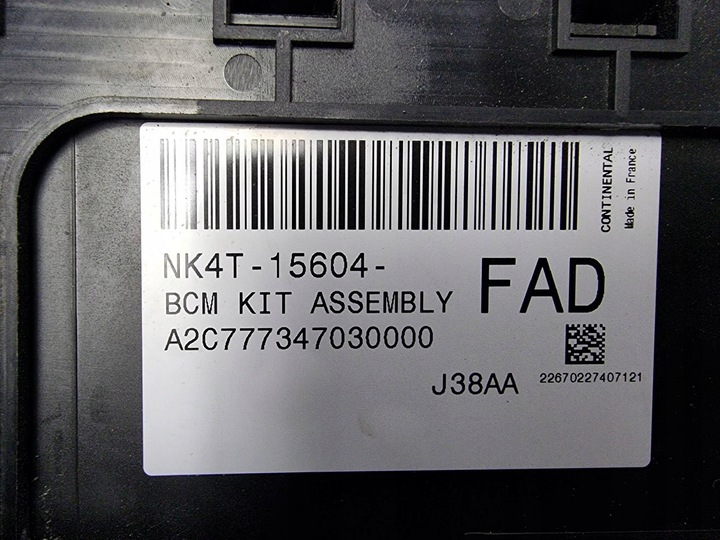 CONTINENTAL
Made in France
NK4T-15604-
FAD
BCM KIT ASSEMBLY
A2C777347030000
J38AA
22670227407121